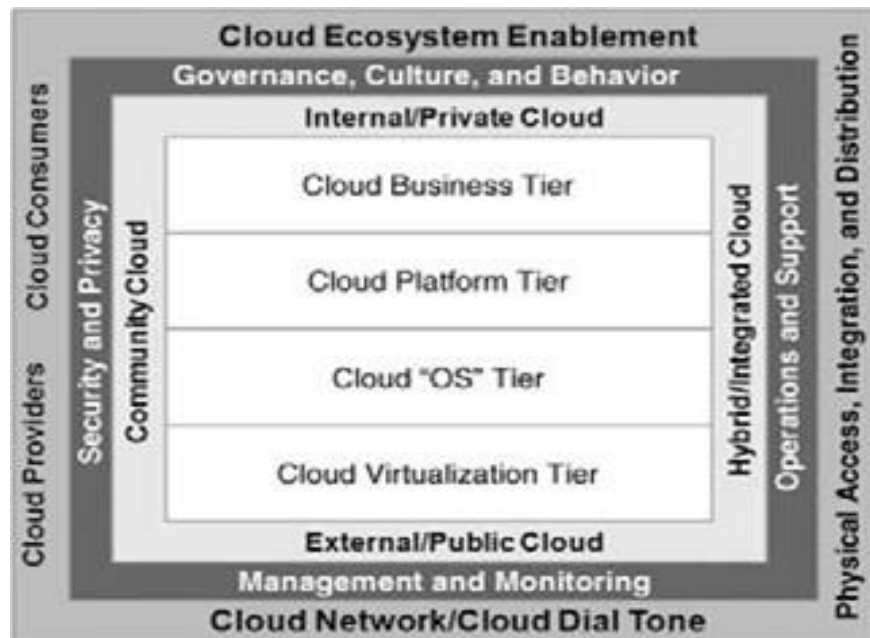 Cloud Ecosystem Enablement
Governance, Culture, and Behavior
Internal/Private Cloud
Cloud Business Tier
Cloud Platform Tier
Cloud “OS” Tier
Cloud Virtualization Tier
External/Public Cloud
Management and Monitoring
Cloud Network/Cloud Dial Tone
Cloud Providers Cloud Consumers
Security and Privacy
Community Cloud
Hybrid/Integrated Cloud
Operations and Support
Physical Access, Integration, and Distribution